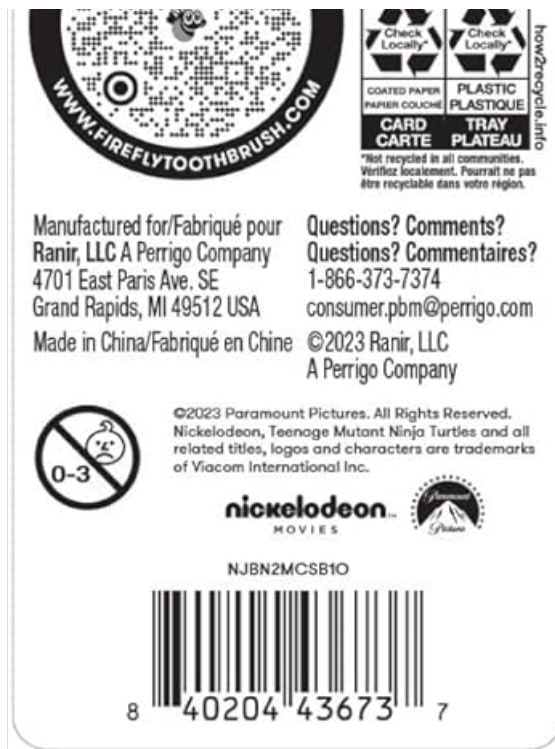 WWW.FIREFLYTOOTHBRUSH.COM
Check Locally*
Check Locally*
how2recycle.info
COATED PAPER
PAPIER COUCHÉ
PLASTIC
PLASTIQUE
CARD
CARTE
TRAY
PLATEAU
*Not recycled in all communities.
Vérifiez localement. Pourrait ne pas
être recyclable dans votre région.
Manufactured for/Fabriqué pour
Ranir, LLC A Perrigo Company
4701 East Paris Ave. SE
Grand Rapids, MI 49512 USA
Made in China/Fabriqué en Chine
Questions? Comments?
Questions? Commentaires?
1-866-373-7374
consumer.pbm@perrigo.com
©2023 Ranir, LLC
A Perrigo Company
0-3
©2023 Paramount Pictures. All Rights Reserved.
Nickelodeon, Teenage Mutant Ninja Turtles and all
related titles, logos and characters are trademarks
of Viacom International Inc.
nickelodeon™
MOVIES
Paramount
Pictures
NJBN2MCSB10
8 40204 43673 7